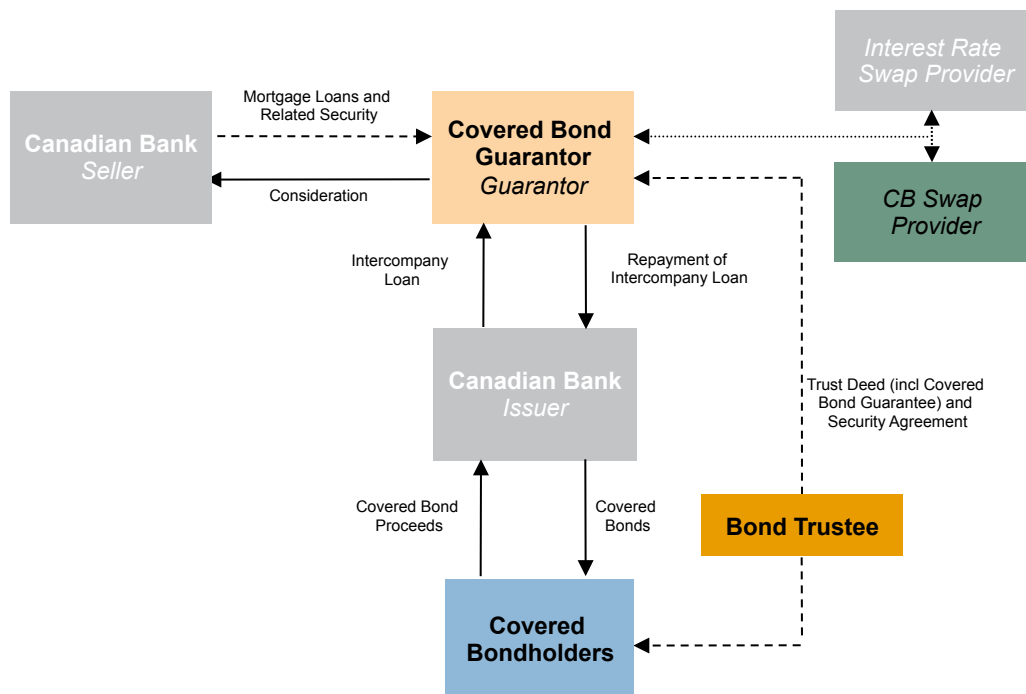 Interest Rate
Swap Provider
Mortgage Loans and
Related Security
Canadian Bank
Seller
Covered Bond
Guarantor
Guarantor
Consideration
CB Swap
Provider
Intercompany
Loan
Repayment of
Intercompany Loan
Canadian Bank
Issuer
Trust Deed (incl Covered
Bond Guarantee) and
Security Agreement
Covered Bond
Proceeds
Covered
Bonds
Bond Trustee
Covered
Bondholders